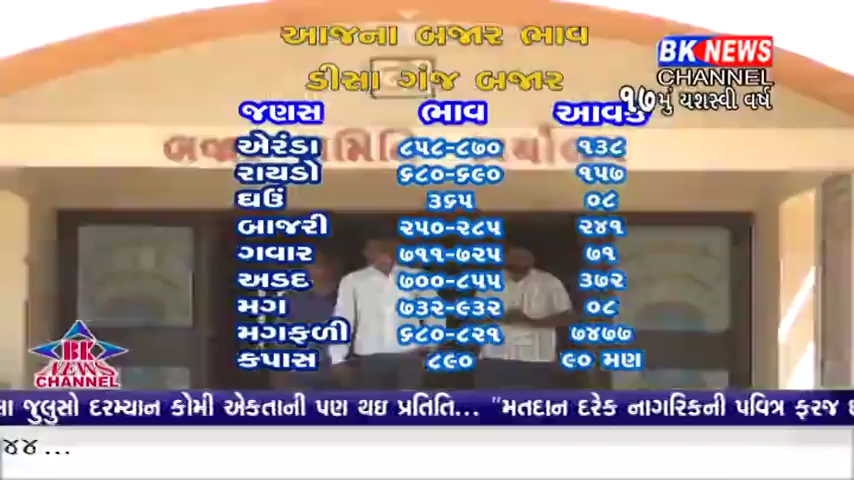 આજના બજાર ભાવ
ડીસા ગંજ બજાર
BK NEWS
CHANNEL
૧૭મું યશસ્વી વર્ષ
જણસ ભાવ આવક
એરંડા ૮૫૮-૮૭૦ ૧૩૮
રાયડો ૬૮૦-૬૯૦ ૧૫૭
ઘઉં ૩૬૫ ૦૮
બાજરી ૨૫૦-૨૮૫ ૨૪૧
ગવાર ૭૧૧-૭૨૫ ૭૧
અડદ ૭૦૦-૮૫૫ ૩૭૨
મગ ૭૩૨-૯૩૨ ૦૮
મગફળી ૬૮૦-૮૨૧ ૭૪૭૭
કપાસ ૮૯૦ ૯૦ મણ
BK
NEWS
CHANNEL
લા જુલુસો દરમ્યાન કોમી એકતાની પણ થઇ પ્રતિતિ... "મતદાન દરેક નાગરિકની પવિત્ર ફરજ
૪૪...